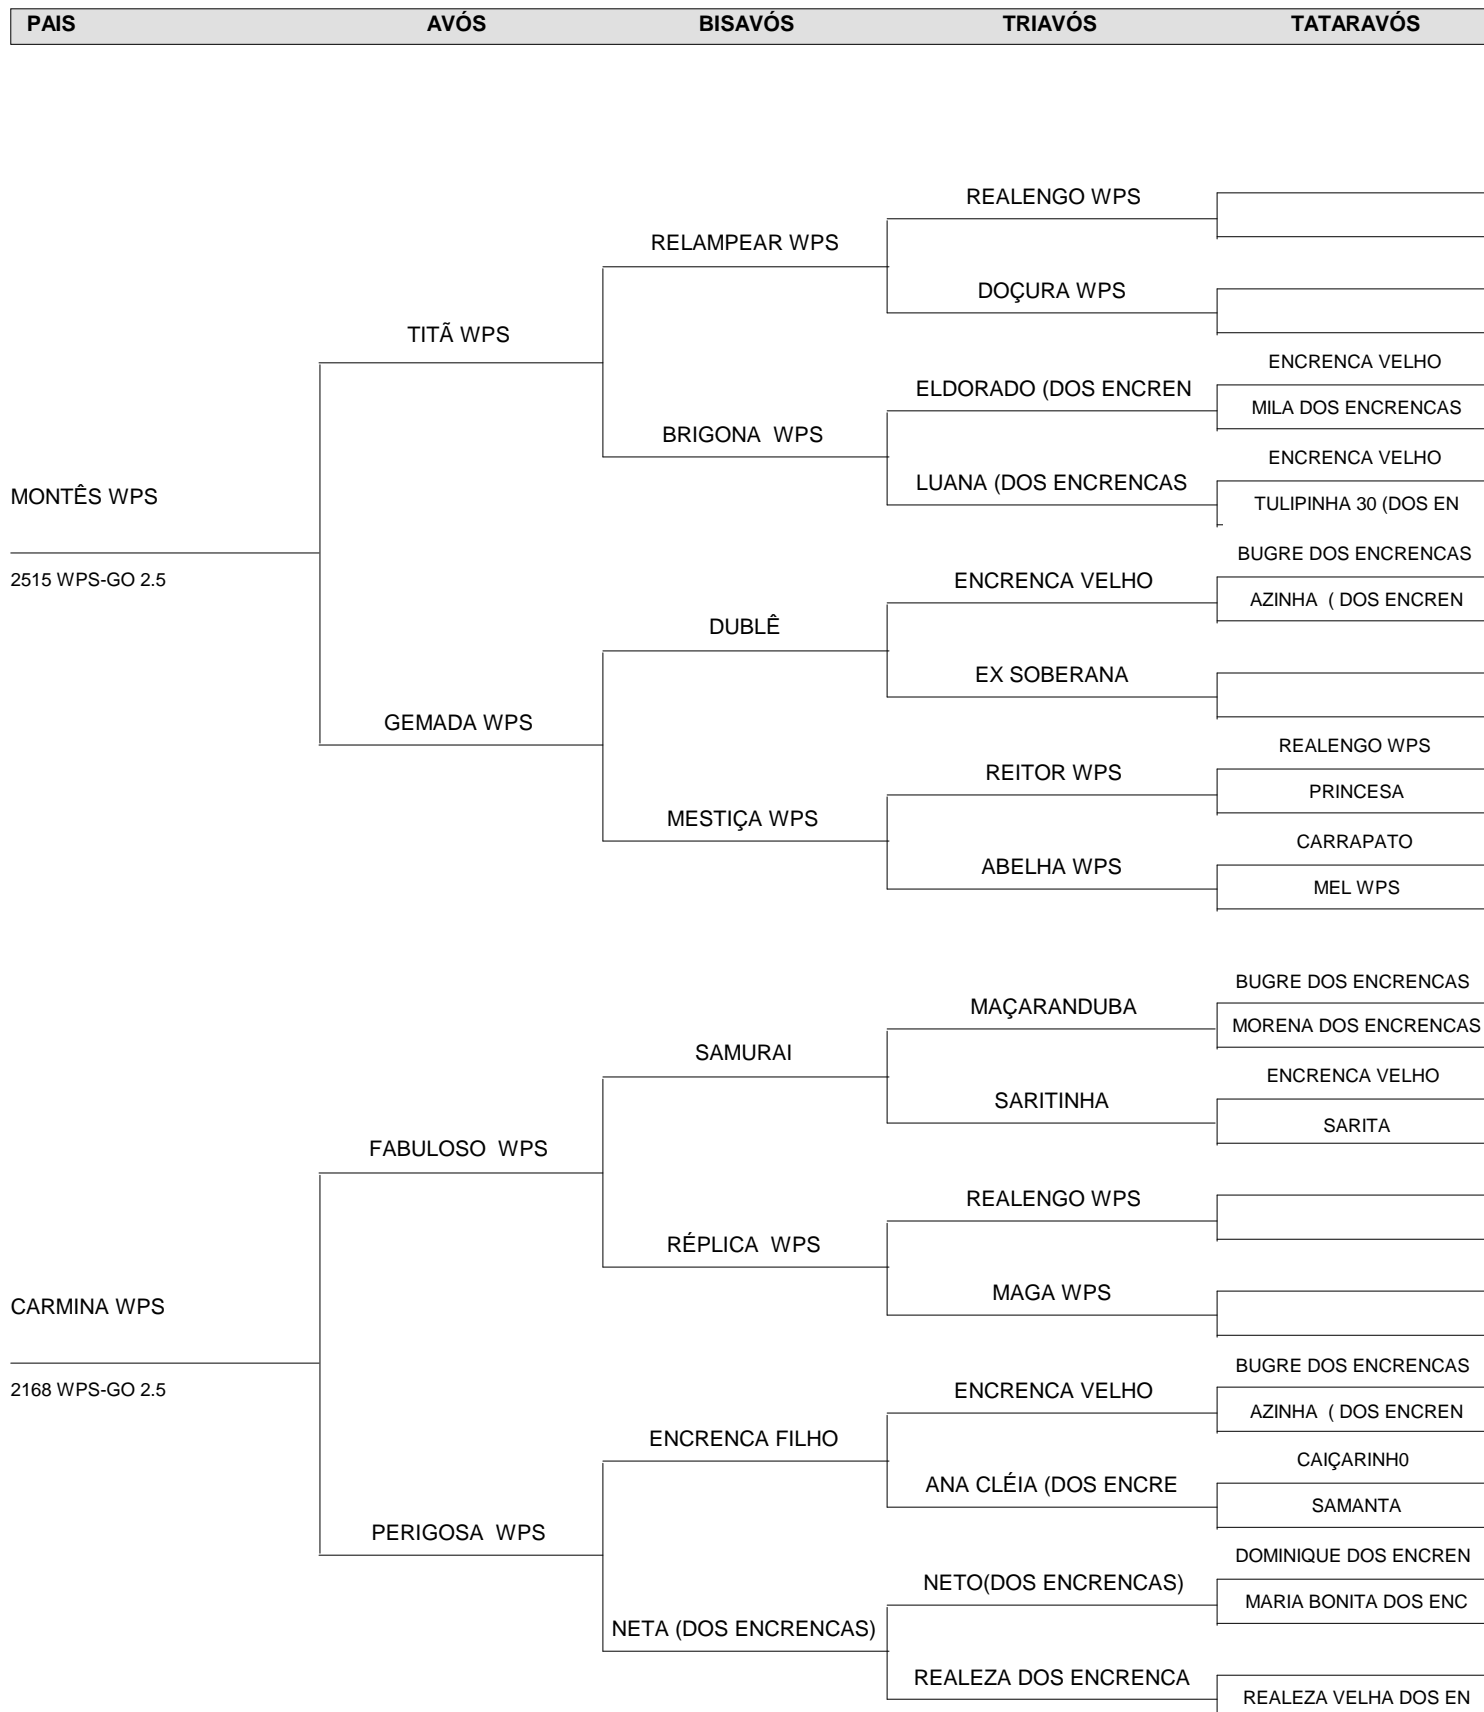 PAIS AVÓS BISAVÓS TRIAVÓS TATARAVÓS
REALENGO WPS
RELAMPEAR WPS
DOÇURA WPS
TITÃ WPS
ENCRENCA VELHO
ELDORADO (DOS ENCREN
MILA DOS ENCRENCAS
BRIGONA WPS
ENCRENCA VELHO
LUANA (DOS ENCRENCAS
TULIPINHA 30 (DOS EN
MONTÊS WPS
2515 WPS-GO 2.5
BUGRE DOS ENCRENCAS
ENCRENCA VELHO
AZINHA ( DOS ENCREN
DUBLÊ
EX SOBERANA
GEMADA WPS
REALENGO WPS
REITOR WPS
PRINCESA
MESTIÇA WPS
CARRAPATO
ABELHA WPS
MEL WPS
BUGRE DOS ENCRENCAS
MAÇARANDUBA
MORENA DOS ENCRENCAS
SAMURAI
ENCRENCA VELHO
SARITINHA
SARITA
FABULOSO WPS
REALENGO WPS
RÉPLICA WPS
MAGA WPS
CARMINA WPS
2168 WPS-GO 2.5
BUGRE DOS ENCRENCAS
ENCRENCA VELHO
AZINHA ( DOS ENCREN
ENCRENCA FILHO
CAIÇARINH0
ANA CLÉIA (DOS ENCRE
SAMANTA
PERIGOSA WPS
DOMINIQUE DOS ENCREN
NETO(DOS ENCRENCAS)
MARIA BONITA DOS ENC
NETA (DOS ENCRENCAS)
REALEZA DOS ENCRENCA
REALEZA VELHA DOS EN